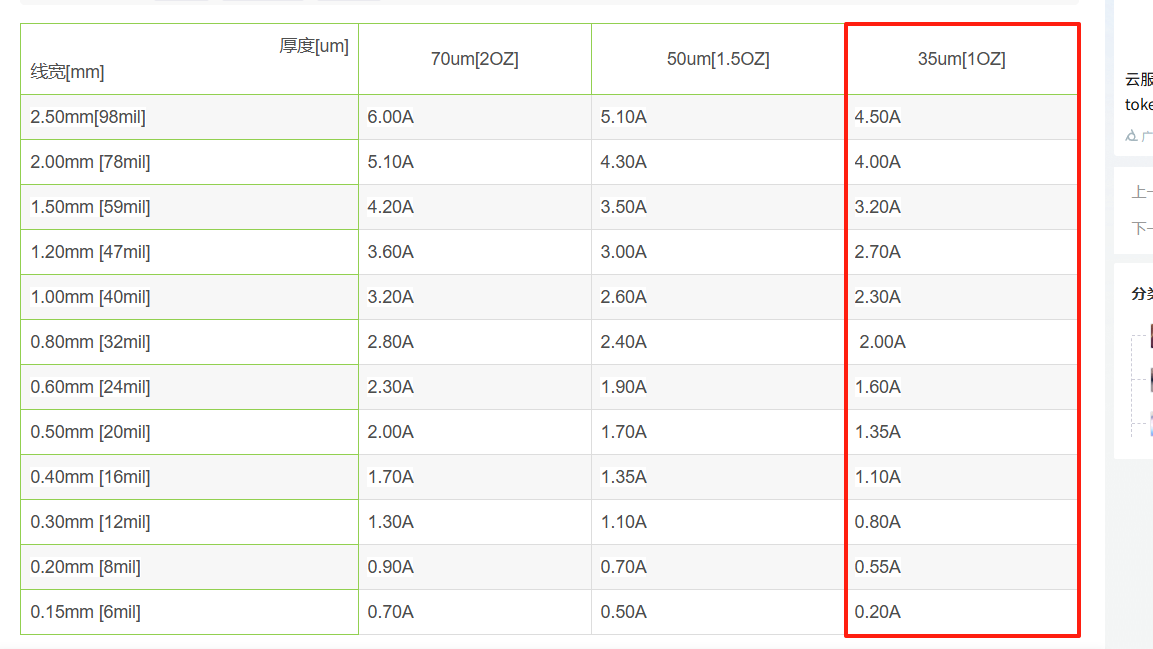 厚度[um]
线宽[mm]
70um[2OZ]
50um[1.5OZ]
35um[1OZ]
2.50mm[98mil] 6.00A 5.10A 4.50A
2.00mm [78mil] 5.10A 4.30A 4.00A
1.50mm [59mil] 4.20A 3.50A 3.20A
1.20mm [47mil] 3.60A 3.00A 2.70A
1.00mm [40mil] 3.20A 2.60A 2.30A
0.80mm [32mil] 2.80A 2.40A 2.00A
0.60mm [24mil] 2.30A 1.90A 1.60A
0.50mm [20mil] 2.00A 1.70A 1.35A
0.40mm [16mil] 1.70A 1.35A 1.10A
0.30mm [12mil] 1.30A 1.10A 0.80A
0.20mm [8mil] 0.90A 0.70A 0.55A
0.15mm [6mil] 0.70A 0.50A 0.20A
云服
toke
广
上一
下一
分类